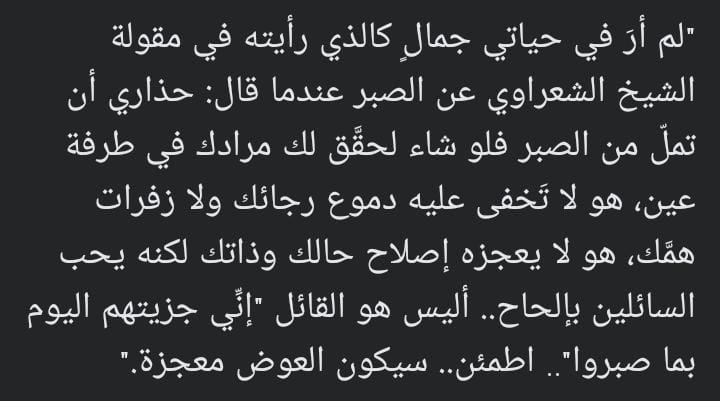 "لم أرَ في حياتي جمالٍ كالذي رأيته في مقولة
الشيخ الشعراوي عن الصبر عندما قال: حذاري أن
تملّ من الصبر فلو شاء لحقَّق لك مرادك في طرفة
عين، هو لا تَخفى عليه دموع رجائك ولا زفرات
همَّك، هو لا يعجزه إصلاح حالك وذاتك لكنه يحب
السائلين بإلحاح.. أليس هو القائل "إنِّي جزيتهم اليوم
بما صبروا".. اطمئن.. سيكون العوض معجزة."